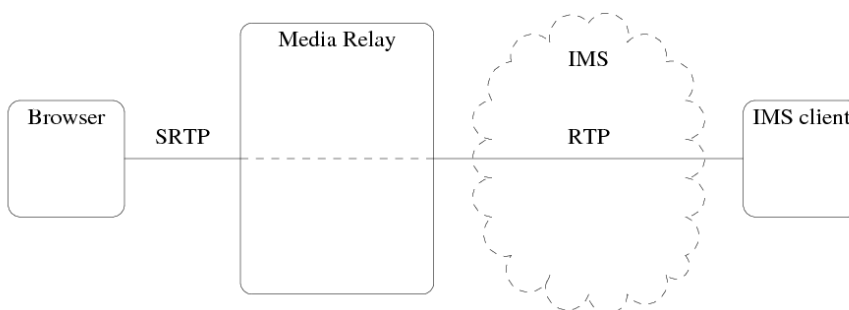 Media Relay
IMS
Browser
IMS client
SRTP
RTP